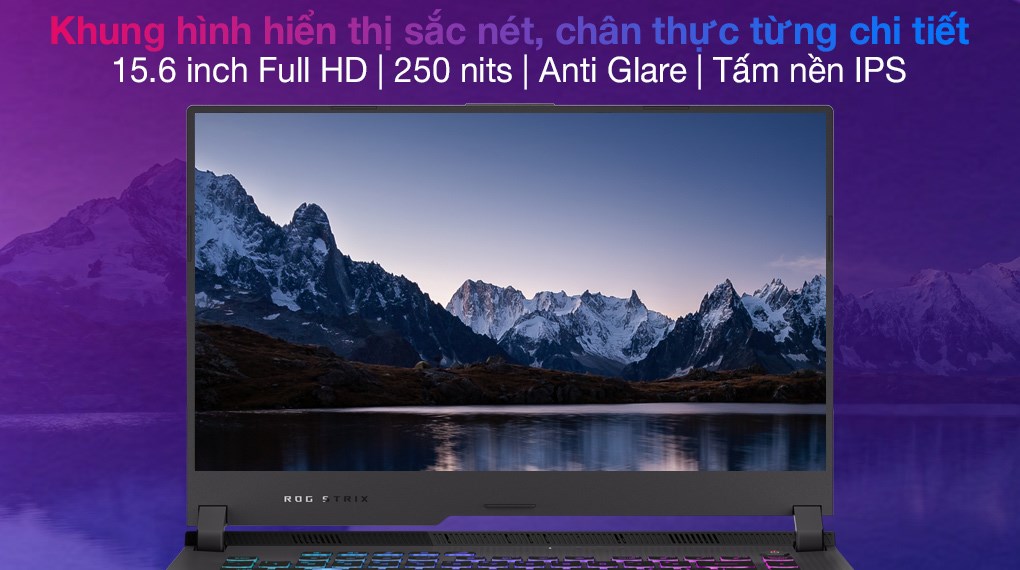 Khung hình hiển thị sắc nét, chân thực từng chi tiết
15.6 inch Full HD | 250 nits | Anti Glare | Tấm nền IPS
ROG STRIX